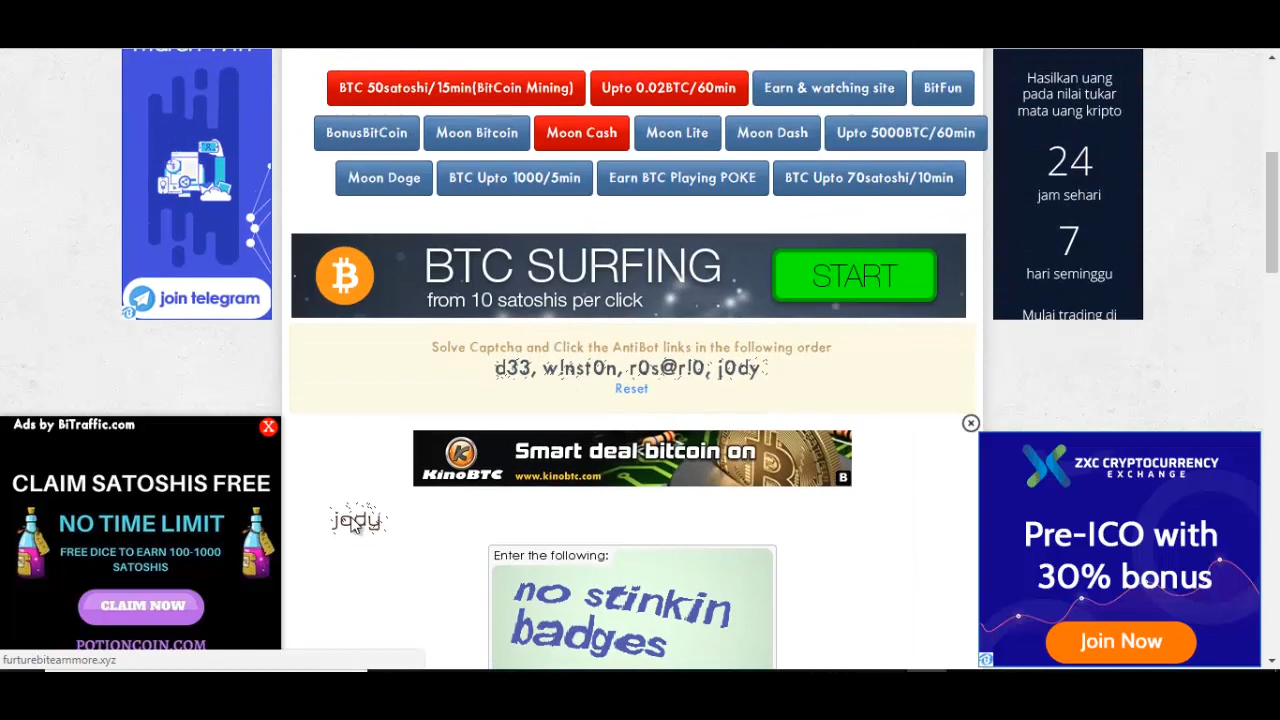 BTC 50satoshi/15min(BitCoin Mining) Upto 0.02BTC/60min Earn & watching site BitFun
BonusBitCoin Moon Bitcoin Moon Cash Moon Lite Moon Dash Upto 5000BTC/60min
Moon Doge BTC Upto 1000/5min Earn BTC Playing POKE BTC Upto 70satoshi/10min
join telegram
Hasilkan uang
pada nilai tukar
mata uang kripto
24
jam sehari
7
hari seminggu
Mulai trading di
BTC SURFING
from 10 satoshis per click
START
Solve Captcha and Click the AntiBot links in the following order
d33, w!nst0n, r0s@r!0, j0dy
Reset
Ads by BiTraffic.com X
CLAIM SATOSHIS FREE
NO TIME LIMIT
FREE DICE TO EARN 100-1000
SATOSHIS
CLAIM NOW
POTIONCOIN.COM
KinoBTC
Smart deal bitcoin on
www.kinobtc.com
B
jody
Enter the following:
no stinkin
badges
ZXC CRYPTOCURRENCY
EXCHANGE
Pre-ICO with
30% bonus
Join Now
furturebiteammore.xyz